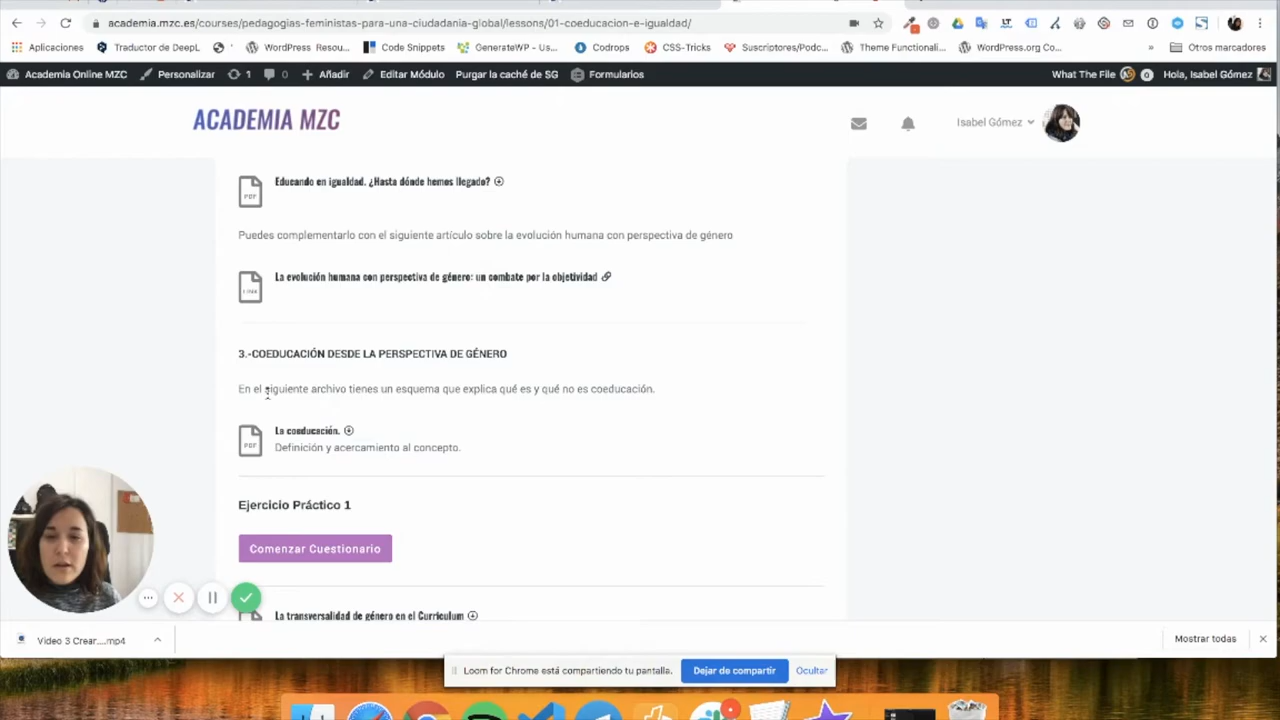 academia.mzc.es/courses/pedagogias-feministas-para-una-ciudadania-global/lessons/01-coeducacion-e-igualdad/
Aplicaciones
Traductor de DeepL
WordPress Resou...
Code Snippets
GenerateWP - Us...
Codrops
CSS-Tricks
Suscriptores/Podc...
Theme Functionali...
WordPress.org Co...
»
Otros marcadores
Academia Online MZC
Personalizar
1
0
Añadir
Editar Módulo
Purgar la caché de SG
Formularios
What The File
0
Hola, Isabel Gómez
ACADEMIA MZC
Isabel Gómez
PDF
Educando en igualdad. ¿Hasta dónde hemos llegado?
Puedes complementarlo con el siguiente artículo sobre la evolución humana con perspectiva de género
LINK
La evolución humana con perspectiva de género: un combate por la objetividad
3.-COEDUCACIÓN DESDE LA PERSPECTIVA DE GÉNERO
En el siguiente archivo tienes un esquema que explica qué es y qué no es coeducación.
PDF
La coeducación.
Definición y acercamiento al concepto.
Ejercicio Práctico 1
Comenzar Cuestionario
La transversalidad de género en el Curriculum
Video 3 Crear....mp4
Mostrar todas
Loom for Chrome está compartiendo tu pantalla.
Dejar de compartir
Ocultar